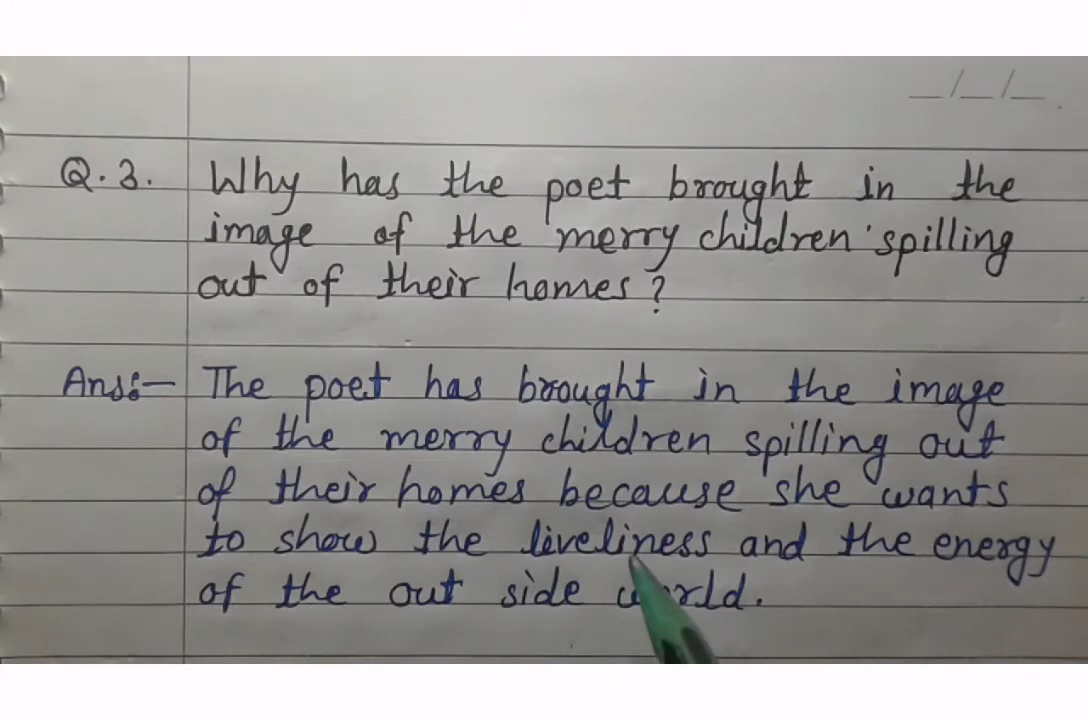 _/_/_
Q.3. Why has the poet brought in the
image of the merry children 'spilling
out of their homes?
Ans:- The poet has brought in the image
of the merry children spilling out
of their homes because she wants
to show the liveliness and the energy
of the out side world.